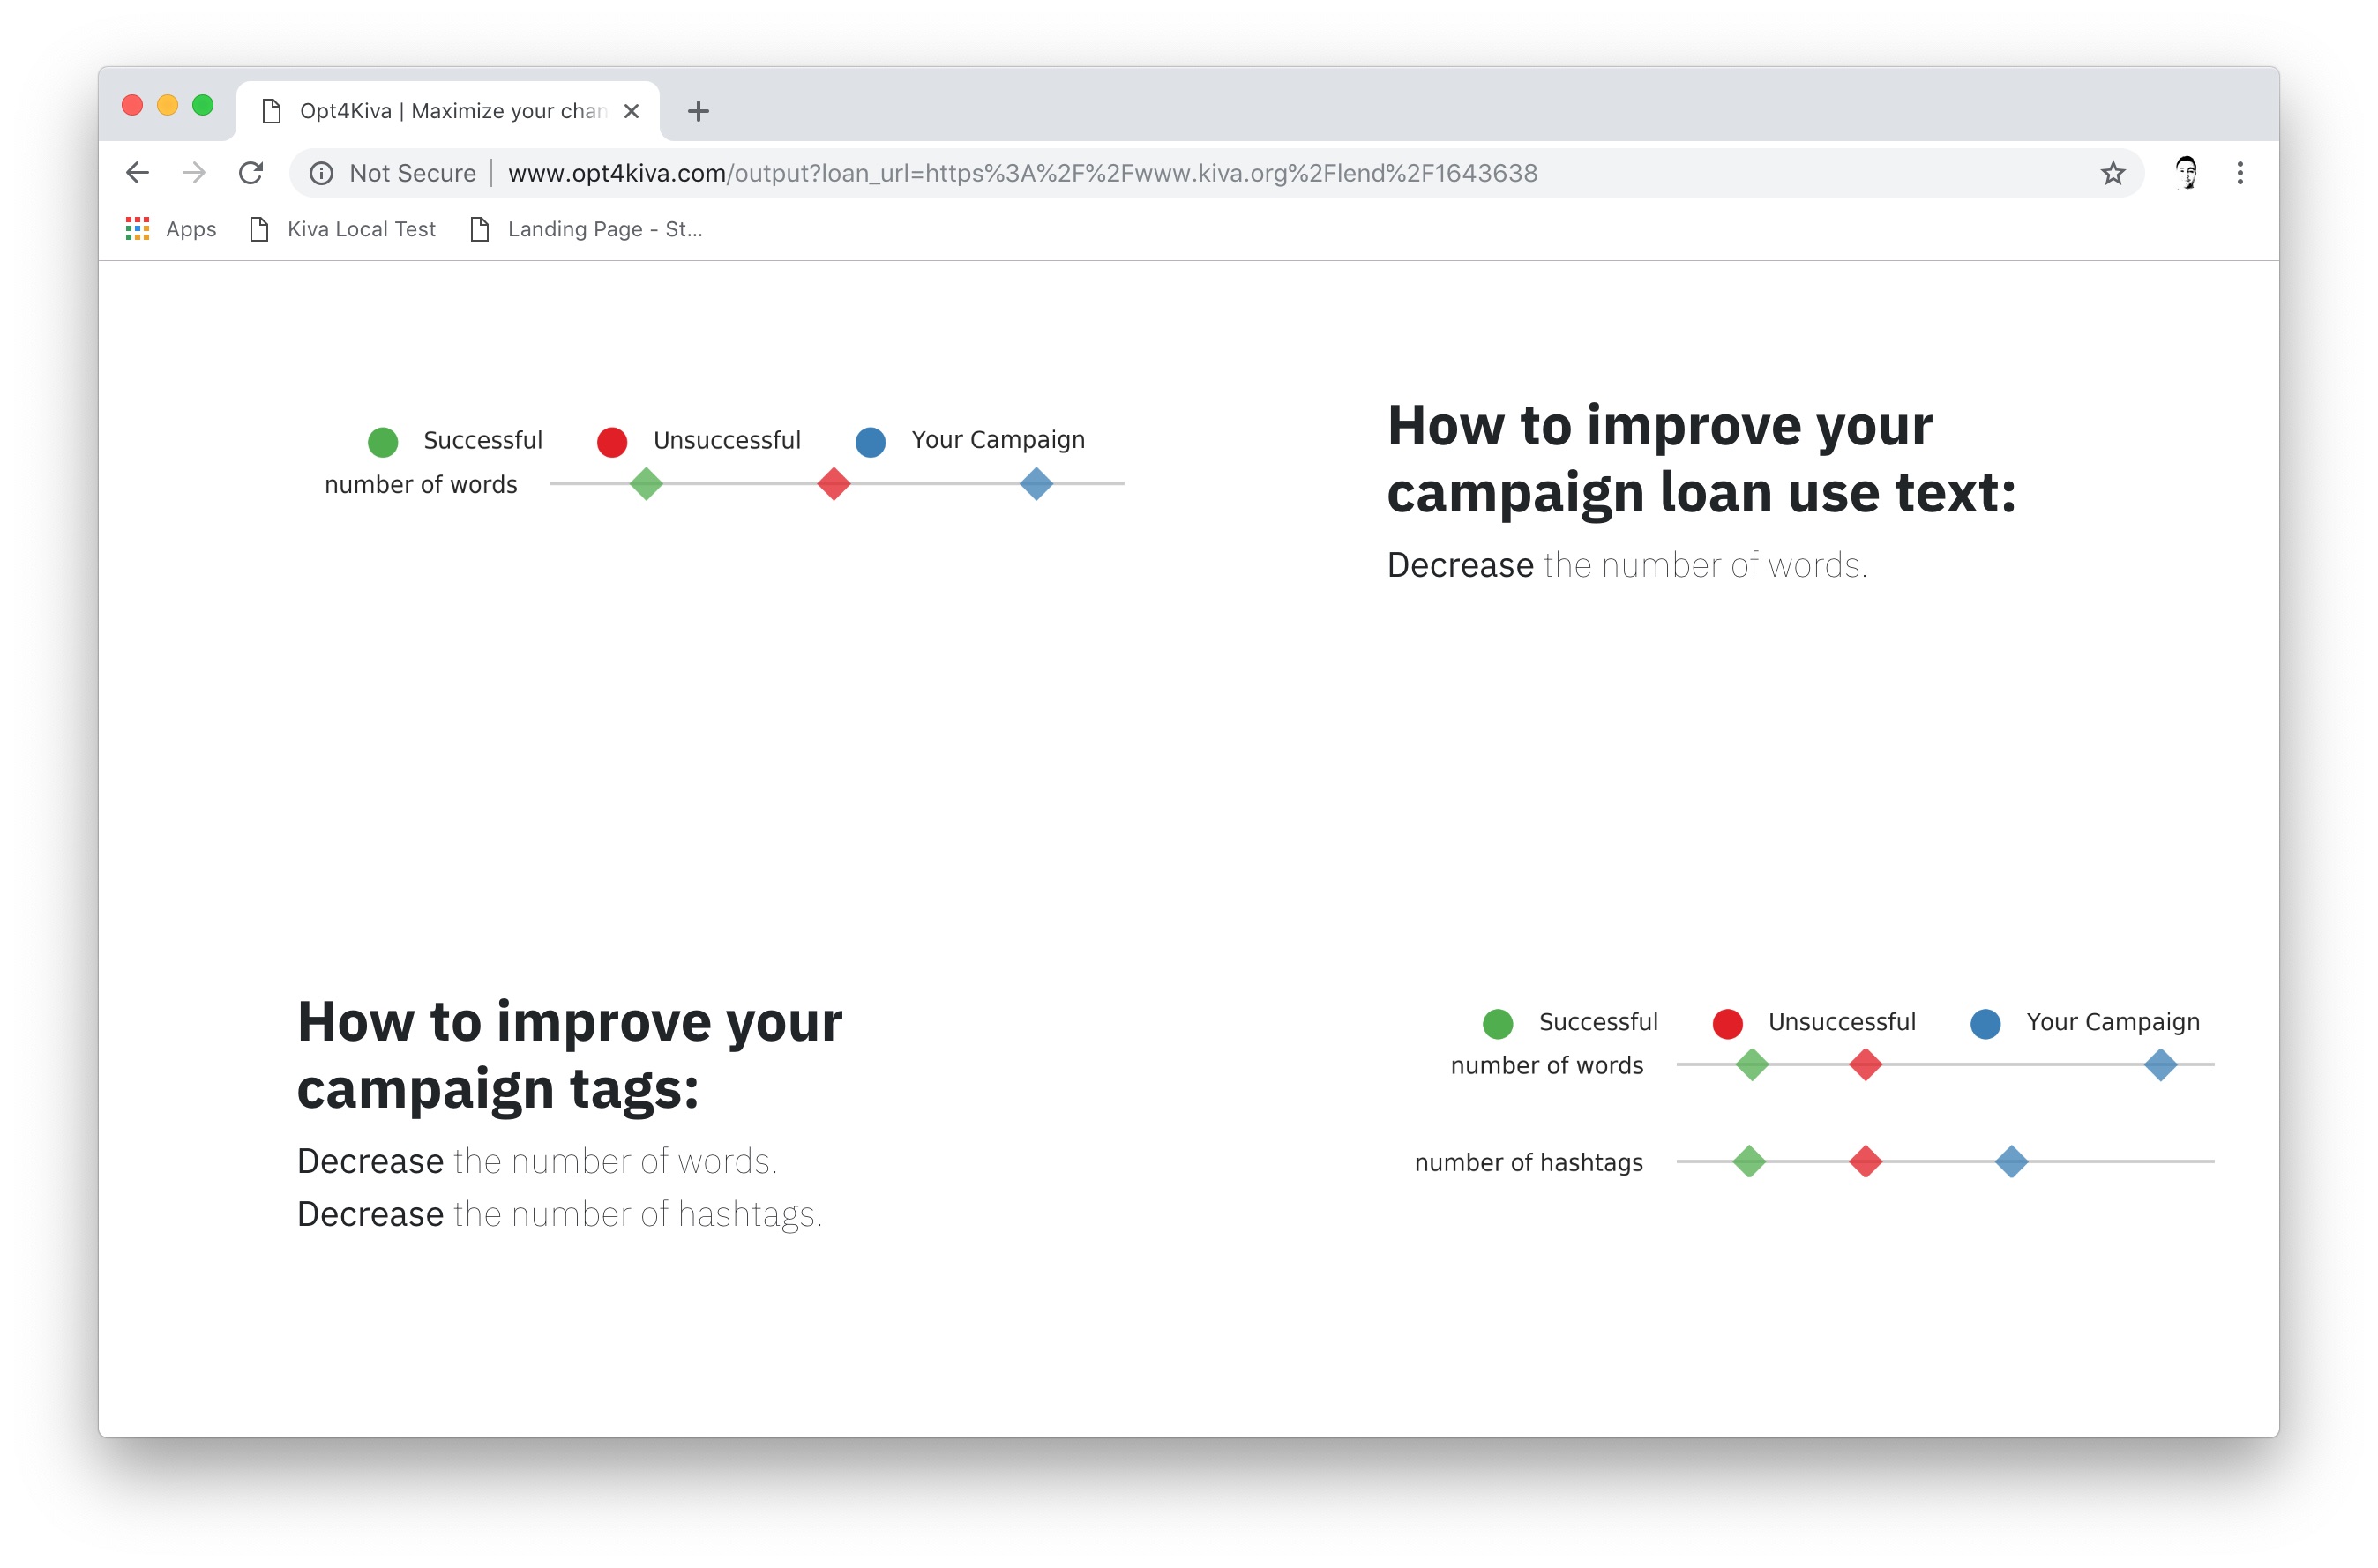 Opt4Kiva | Maximize your chan
Not Secure www.opt4kiva.com/output?loan_url=https%3A%2F%2Fwww.kiva.org%2Flend%2F1643638
Apps Kiva Local Test Landing Page - St...
Successful Unsuccessful Your Campaign
number of words
How to improve your
campaign loan use text:
Decrease the number of words.
How to improve your
campaign tags:
Decrease the number of words.
Decrease the number of hashtags.
Successful Unsuccessful Your Campaign
number of words
number of hashtags